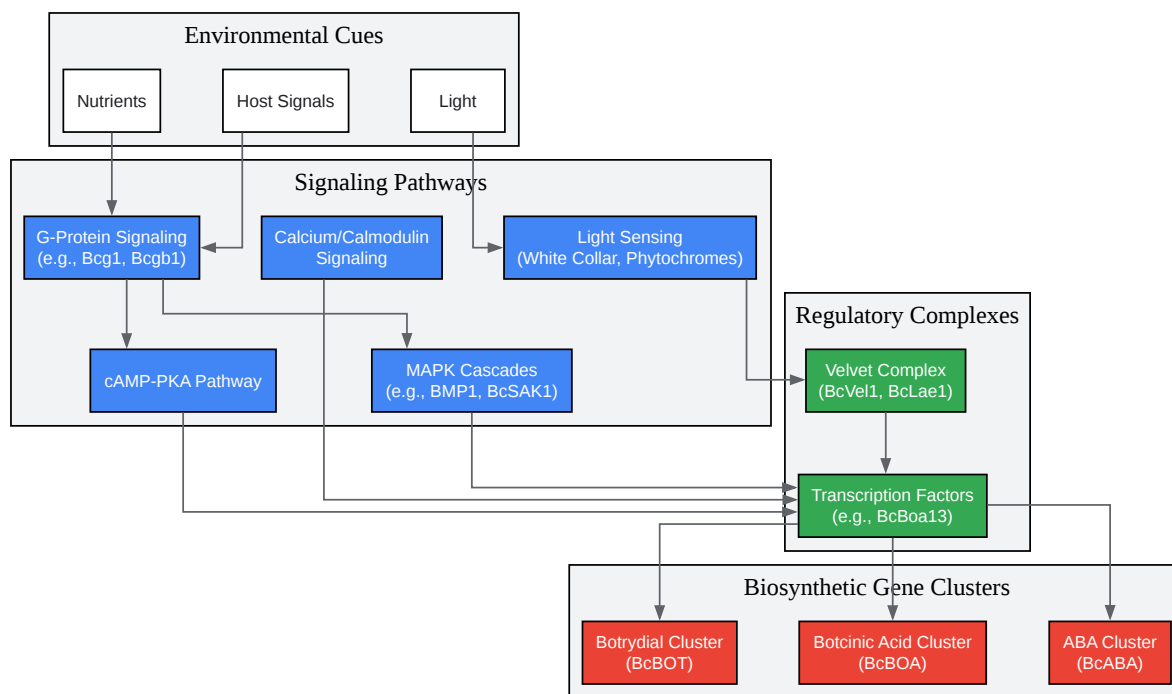 Environmental Cues
Nutrients
Host Signals
Light
Signaling Pathways
G-Protein Signaling
(e.g., Bcg1, Bcgb1)
Calcium/Calmodulin
Signaling
Light Sensing
(White Collar, Phytochromes)
cAMP-PKA Pathway
MAPK Cascades
(e.g., BMP1, BcSAK1)
Regulatory Complexes
Velvet Complex
(BcVel1, BcLae1)
Transcription Factors
(e.g., BcBoa13)
Biosynthetic Gene Clusters
Botrydial Cluster
(BcBOT)
Botcinic Acid Cluster
(BcBOA)
ABA Cluster
(BcABA)